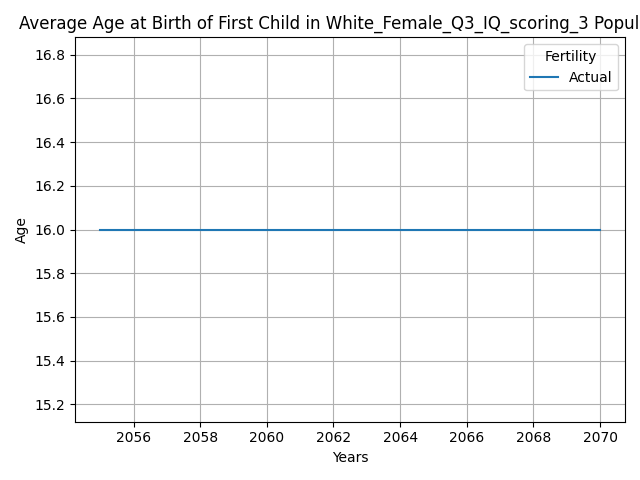 Average Age at Birth of First Child in White_Female_Q3_IQ_scoring_3 Popul
Fertility
Actual
16.8
16.6
16.4
16.2
16.0
15.8
15.6
15.4
15.2
Age
2056 2058 2060 2062 2064 2066 2068 2070
Years